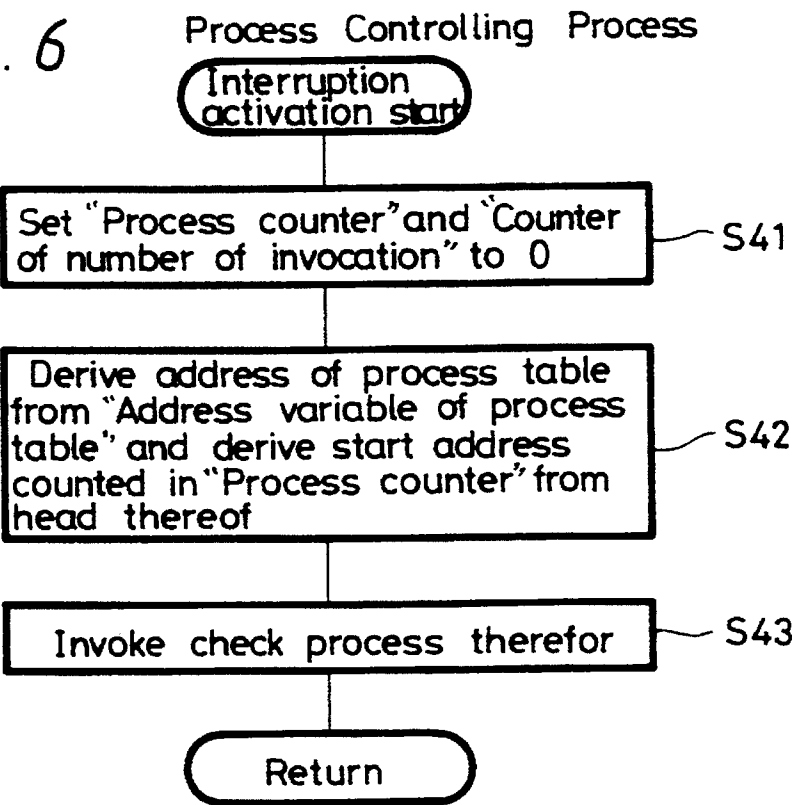 . 6
Process Controlling Process
Interruption
activation start
Set "Process counter" and "Counter
of number of invocation" to 0
S41
Derive address of process table
from "Address variable of process
table" and derive start address
counted in "Process counter" from
head thereof
S42
Invoke check process therefor
S43
Return